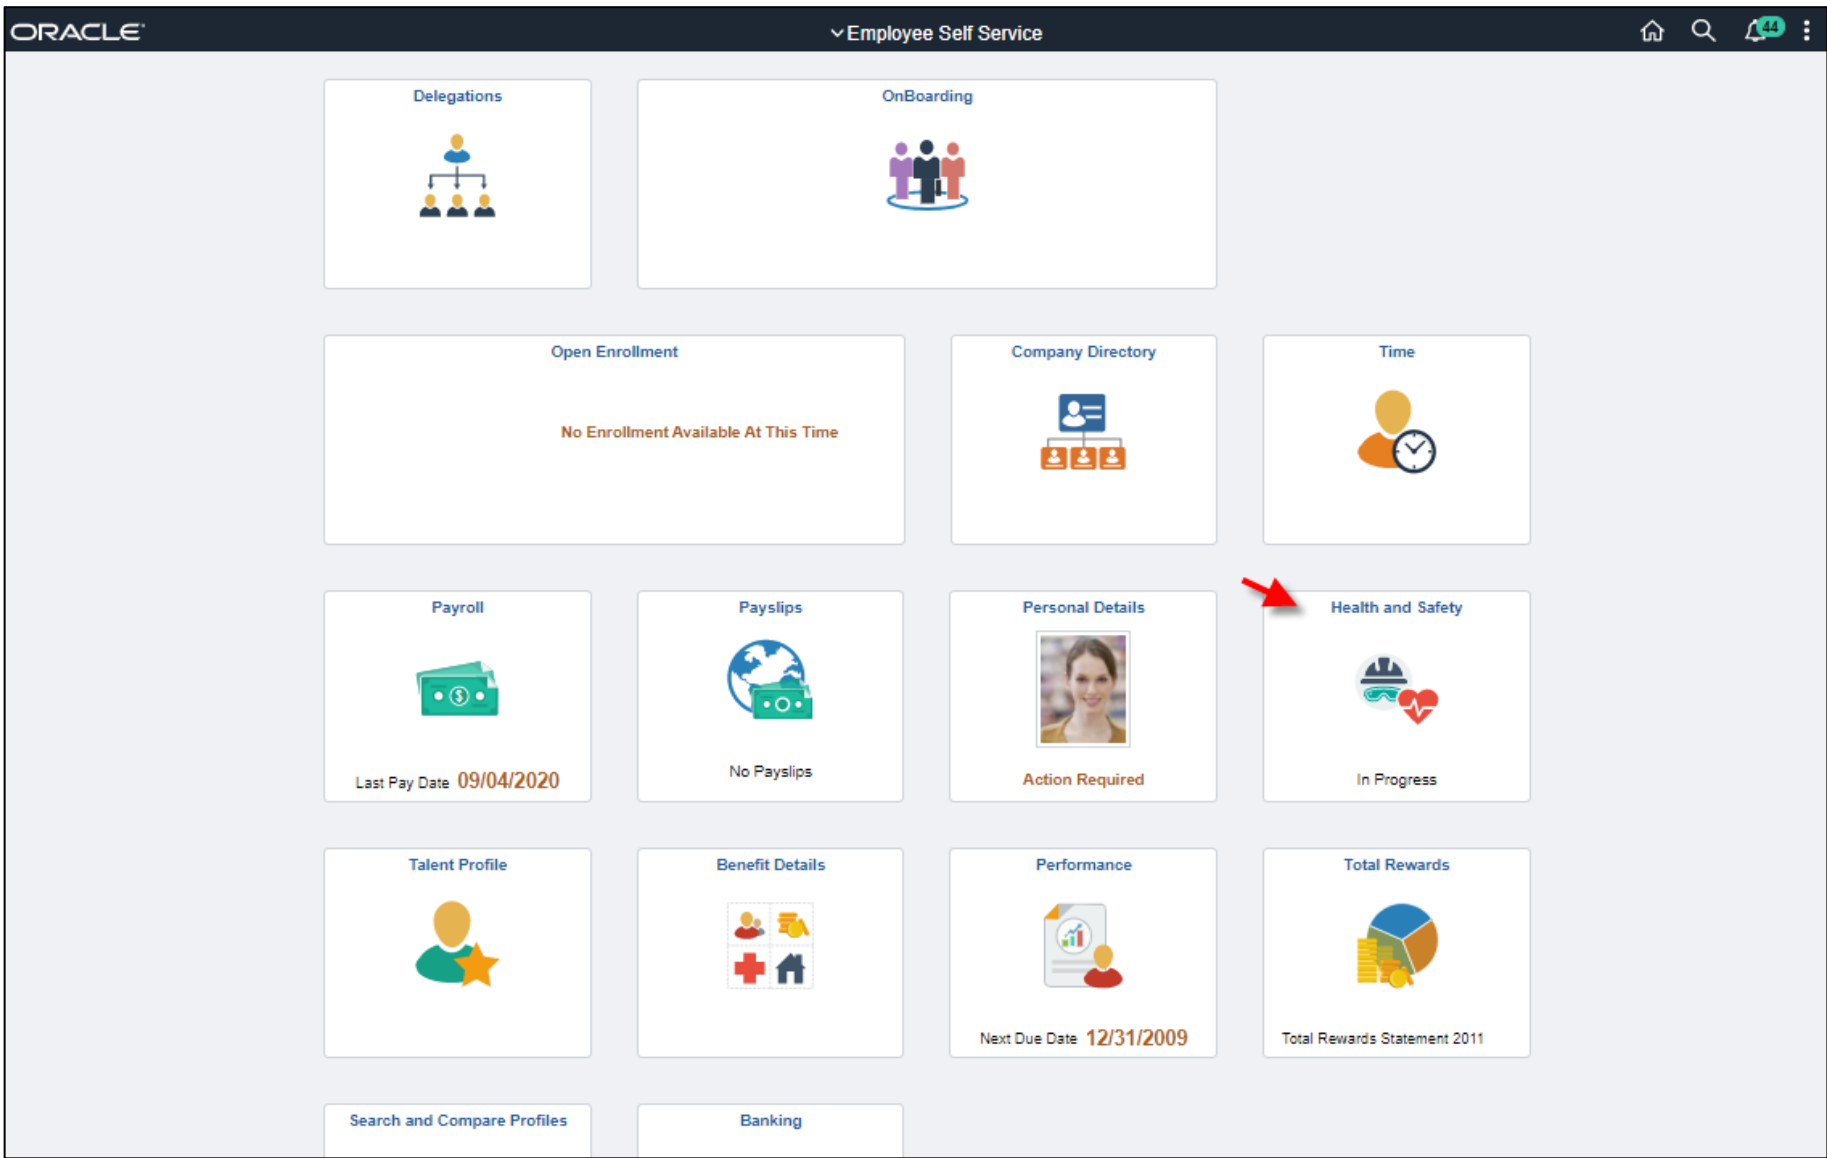 ORACLE
Employee Self Service
44
Delegations
OnBoarding
Open Enrollment
No Enrollment Available At This Time
Company Directory
Time
Payroll
Last Pay Date 09/04/2020
Payslips
No Payslips
Personal Details
Action Required
Health and Safety
In Progress
Talent Profile
Benefit Details
Performance
Next Due Date 12/31/2009
Total Rewards
Total Rewards Statement 2011
Search and Compare Profiles
Banking